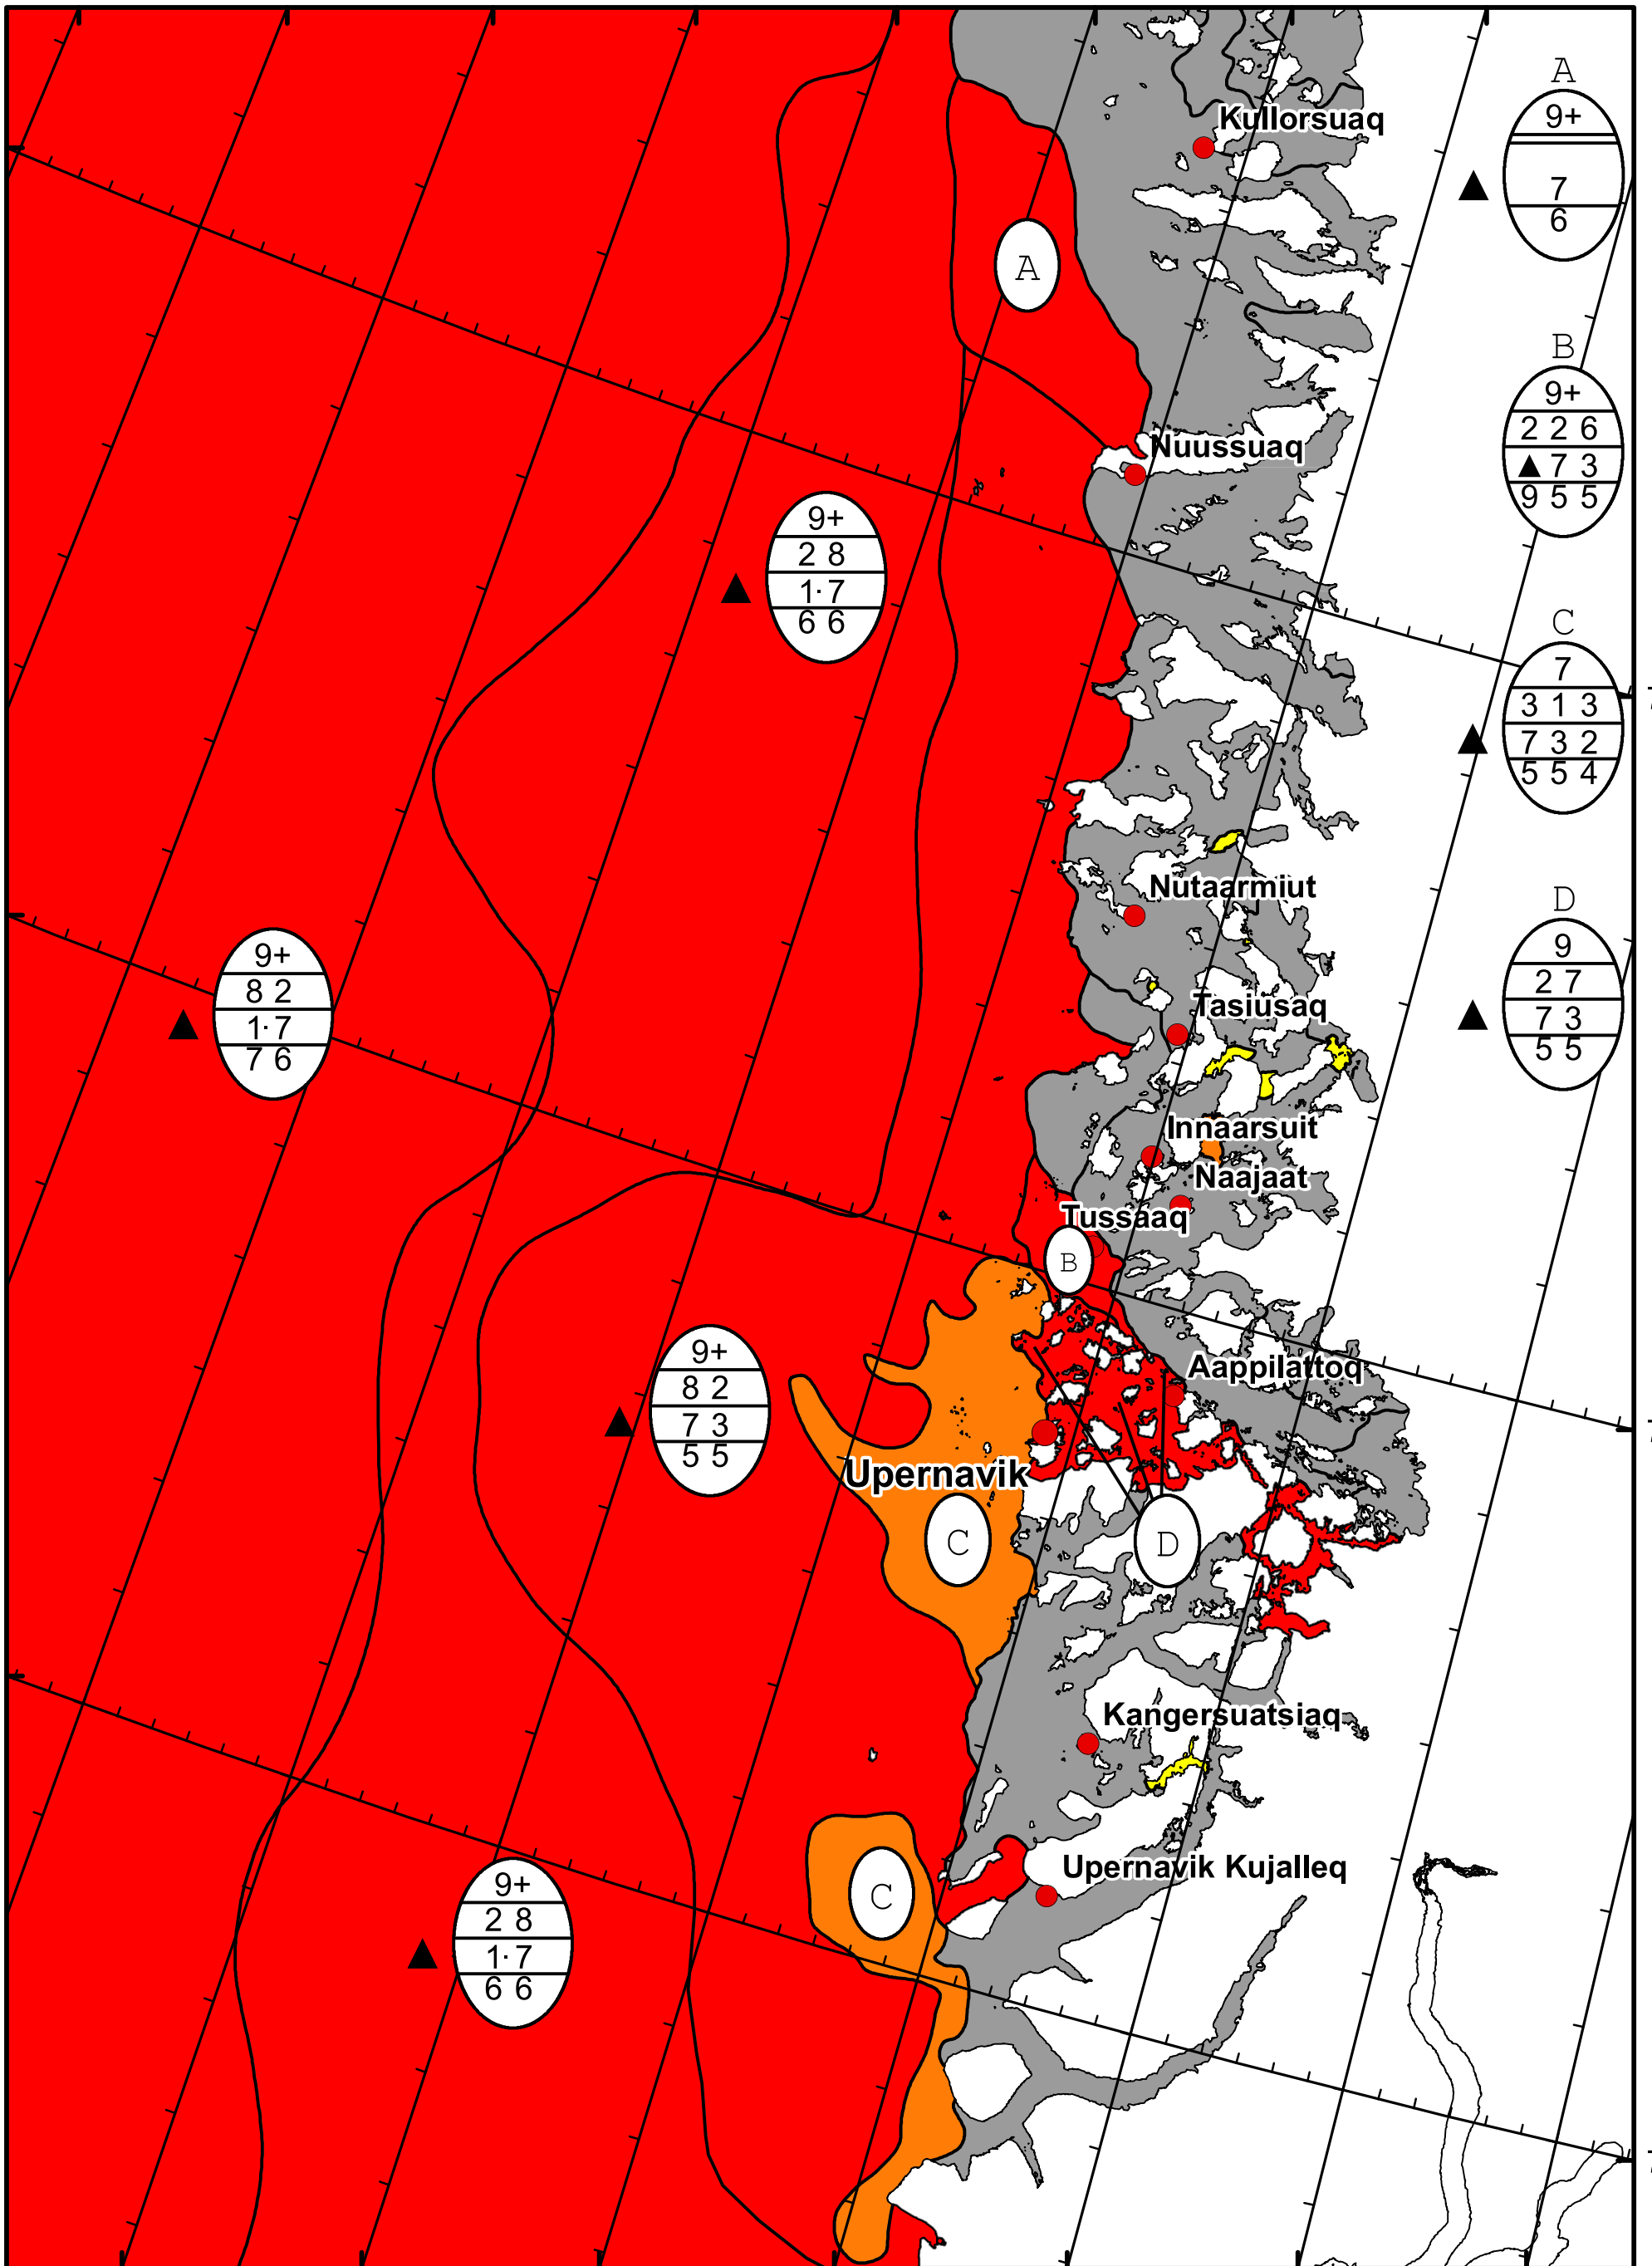 Kullorsuaq
A
9+
7
6
A
Nuussuaq
B
9+
2 2 6
▲ 7 3
9 5 5
9+
2 8
1· 7
6 6
C
7
3 1 3
7 3 2
5 5 4
Nutaarmiut
D
9
2 7
7 3
5 5
9+
8 2
1· 7
7 6
Tasiusaq
Innaarsuit
Naajaat
Tussaaq
B
9+
8 2
7 3
5 5
Aappilattoq
Upernavik
C
D
Kangersuatsiaq
Upernavik Kujalleq
C
9+
2 8
1· 7
6 6